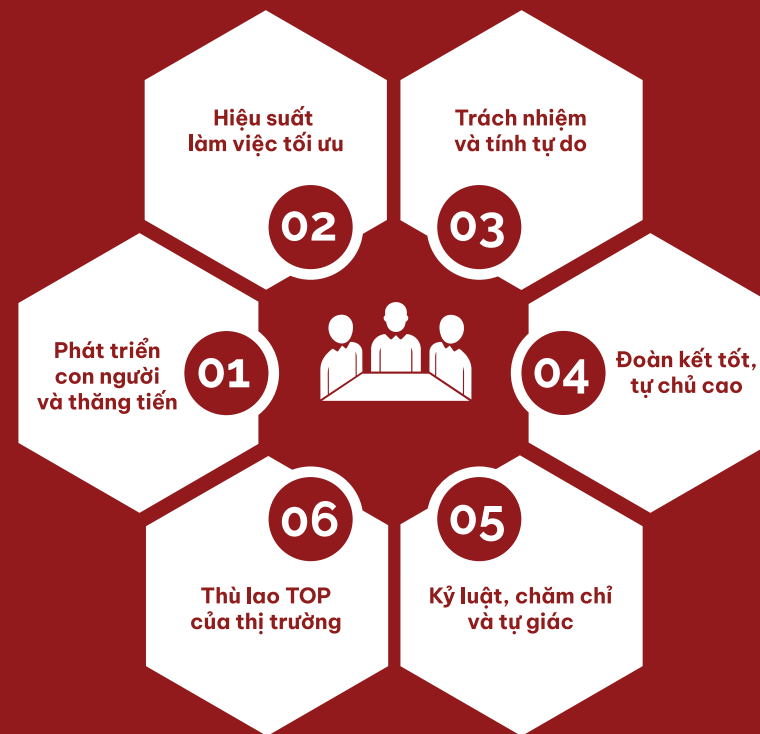 Hiệu suất
làm việc tối ưu
02
Trách nhiệm
và tính tự do
03
Phát triển
con người
và thăng tiến
01
04
Đoàn kết tốt,
tự chủ cao
06
Thù lao TOP
của thị trường
05
Kỷ luật, chăm chỉ
và tự giác